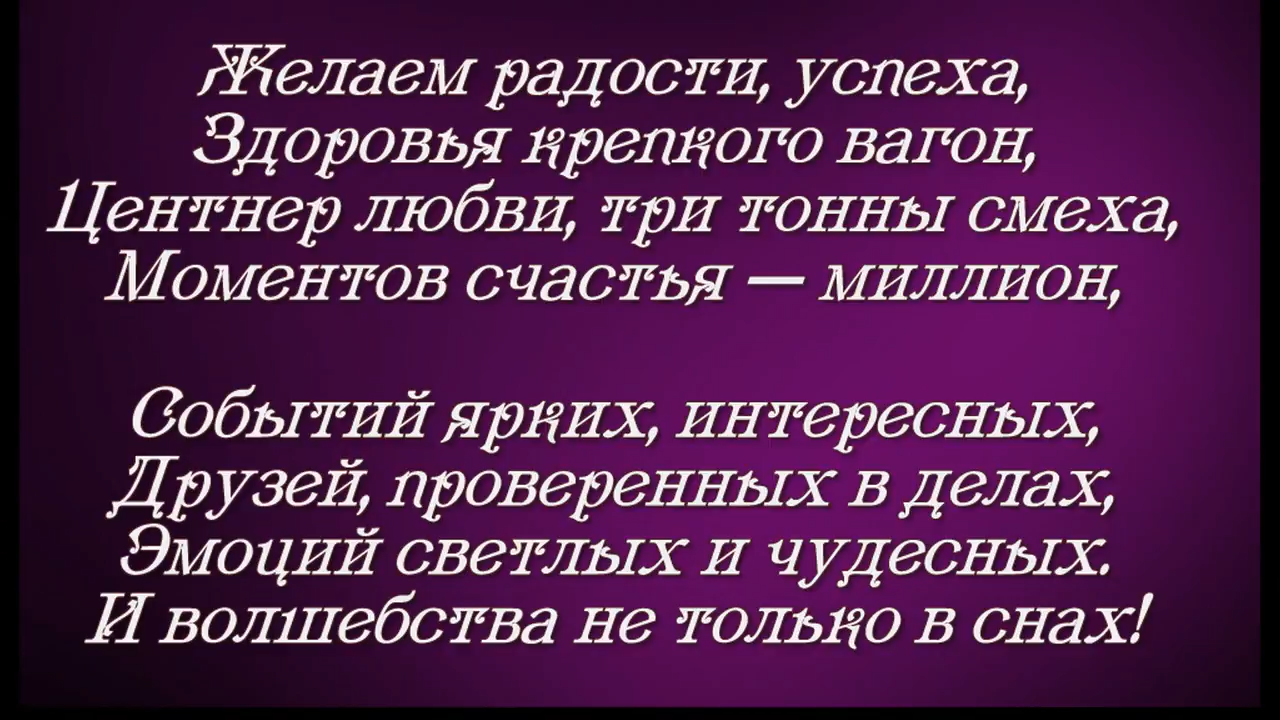 Желаем радости, успеха,
Здоровья крепкого вагон,
Центнер любви, три тонны смеха,
Моментов счастья — миллион,
Событий ярких, интересных,
Друзей, проверенных в делах,
Эмоций светлых и чудесных.
И волшебства не только в снах!